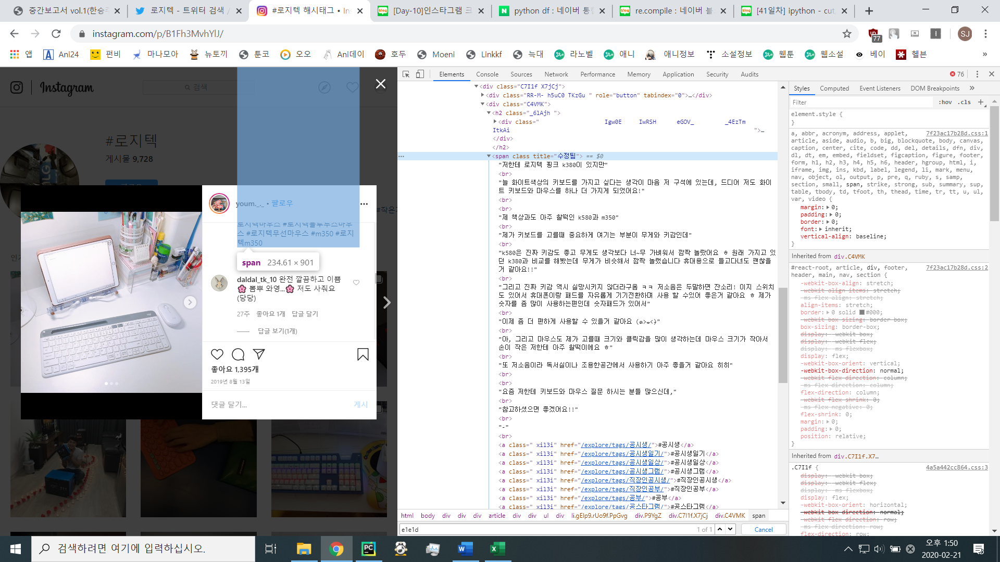 중간보고서 vol.1(한승
로지텍 - 트위터 검색 /
#로지텍 해시태그 • Ins
[Day-10]인스타그램 크
python df : 네이버 통합
re.compile : 네이버 블
[41일차] ipython - cut,
instagram.com/p/B1Fh3MvhYlJ/
77
SJ
앱
Ani24
펀비
마나모아
뉴토끼
툰코
오오
Ani데이
호두
Moeni
Linkkf
늑대
라노벨
애니
애니정보
소설정보
웹툰
웹소설
베이
헬븐
»
Instagram
검색
#로지텍
게시물 9,728
youm._._ • 팔로우
로지텍마우스 #로지텍블루투스마우
스 #로지텍무선마우스 #m350 #로지
텍m350
span 234.61 × 901
daldal_tk_10 완전 깔끔하고 이쁨
🌸 뽐뿌 와영...🌸 저도 사줘요
(당당)
27주 좋아요 1개 답글 달기
답글 보기(1개)
좋아요 1,395개
2019년 8월 13일
댓글 달기...
게시
Elements Console Sources Network Performance Memory Application Security Audits
76
<div class="C7I1f X7jCj">
<div class="RR-M- h5uC0 TKzGu " role="button" tabindex="0">…</div>
<div class="C4VMK">
<h2 class="_6lAjh ">
<div class=" Igw0E IwRSH eGOV_ _4EzTm
ItkAi ">…
</div>
</h2>
<span class title="수정됨"> == $0
"저한테 로지텍 핑크 k380이 있지만"
<br>
"늘 화이트색상의 키보드를 가지고 싶다는 생각이 마음 저 구석에 있는데, 드디어 저도 화이
트 키보드와 마우스를 하나 더 가지게 되었어요!"
<br>
"제 책상과도 아주 찰떡인 k580과 m350"
<br>
"제가 키보드를 고를때 중요하게 여기는 부분이 무게와 키감인데"
<br>
"k580은 진짜 키감도 좋고 무게도 생각보다 너~무 가벼워서 깜짝 놀랐어요 ㅎ 원래 가지고 있
던 k380과 비교를 해봤는데 무게가 비슷해서 깜짝 놀랬습니다 휴대용으로 들고다녀도 괜찮을
거 같아요!!"
<br>
"그리고 진짜 키감 역시 실망시키지 않더라구욤 ㅋㅋ 저소음은 두말하면 잔소리! 이지 스위치
도 있어서 휴대폰이랑 패드를 자유롭게 기기전환하며 사용 할 수있어 좋은거 같아요 ㅎ 제가
숫자를 좀 많이 사용하는편인데 숫자패드가 있어서"
<br>
"이제 좀 더 편하게 사용할 수 있을거 같아요
<br>
"아, 그리고 마우스도 제가 고를때 크기와 클릭감을 많이 생각하는데 마우스 크기가 작아서
손이 작은 저한테 아주 찰떡이에요 ㅎ"
<br>
"또 저소음이라 독서실이나 조용한공간에서 사용하기 아주 좋을거 같아요 히히"
<br>
<br>
"요즘 저한테 키보드와 마우스 질문 하시는 분들 많으신데,"
<br>
"참고하셨으면 좋겠어요!!"
<br>
"-"
<br>
<a class=" xil3i" href="/explore/tags/공시생/">#공시생</a>
<a class=" xil3i" href="/explore/tags/공시생일기/">#공시생일기</a>
<a class=" xil3i" href="/explore/tags/공시생일상/">#공시생일상</a>
<a class=" xil3i" href="/explore/tags/공시생그램/">#공시생그램</a>
<a class=" xil3i" href="/explore/tags/직장인공시생/">#직장인공시생</a>
<a class=" xil3i" href="/explore/tags/직장인공부/">#직장인공부</a>
<a class=" xil3i" href="/explore/tags/공부/">#공부</a>
<a class=" xil3i" href="/explore/tags/공스타그램/">#공스타그램</a>
html body div div div article div div ul div li.gElp9.rUo9f.PpGvg div.P9YgZ div.C7I1f.X7jCj div.C4VMK span
e1e1d
1 of 1
Cancel
Styles Computed Event Listeners DOM Breakpoints »
Filter
:hov .cls +
element.style {
}
7f23ac17b28d.css:1
a, abbr, acronym, address, applet,
article, aside, audio, b, big, blockquote, body, canvas,
caption, center, cite, code, dd, del, details, dfn, div,
dl, dt, em, embed, fieldset, figcaption, figure, footer,
form, h1, h2, h3, h4, h5, h6, header, hgroup, html, i,
iframe, img, ins, kbd, label, legend, li, mark, menu,
nav, object, ol, output, p, pre, q, ruby, s, samp,
section, small, span, strike, strong, sub, summary, sup,
table, tbody, td, tfoot, th, thead, time, tr, tt, u, ul,
var, video {
margin: 0;
padding: 0;
border: 0;
font: inherit;
vertical-align: baseline;
}
Inherited from div.C4VMK
7f23ac17b28d.css:2
#react-root, article, div, footer,
header, main, nav, section {
-webkit-box-align: stretch;
-webkit-align-items: stretch;
-ms-flex-align: stretch;
align-items: stretch;
border: 0 solid #000;
-webkit-box-sizing: border-box;
box-sizing: border-box;
display: -webkit-box;
display: -webkit-flex;
display: -ms-flexbox;
display: flex;
-webkit-box-orient: vertical;
-webkit-box-direction: normal;
-webkit-flex-direction: column;
-ms-flex-direction: column;
flex-direction: column;
-webkit-flex-shrink: 0;
-ms-flex-negative: 0;
flex-shrink: 0;
margin: 0;
padding: 0;
position: relative;
}
Inherited from div.C7I1f.X7…
4a5a442cc864.css:3
.C7I1f {
display: -webkit-box;
display: -webkit-flex;
display: -ms-flexbox;
display: flex;
-webkit-box-orient: horizontal;
-webkit-box-direction: normal;
-webkit-flex-direction: row;
-ms-flex-direction: row;
flex-direction: row;
검색하려면 여기에 입력하십시오.
오후 1:50
2020-02-21